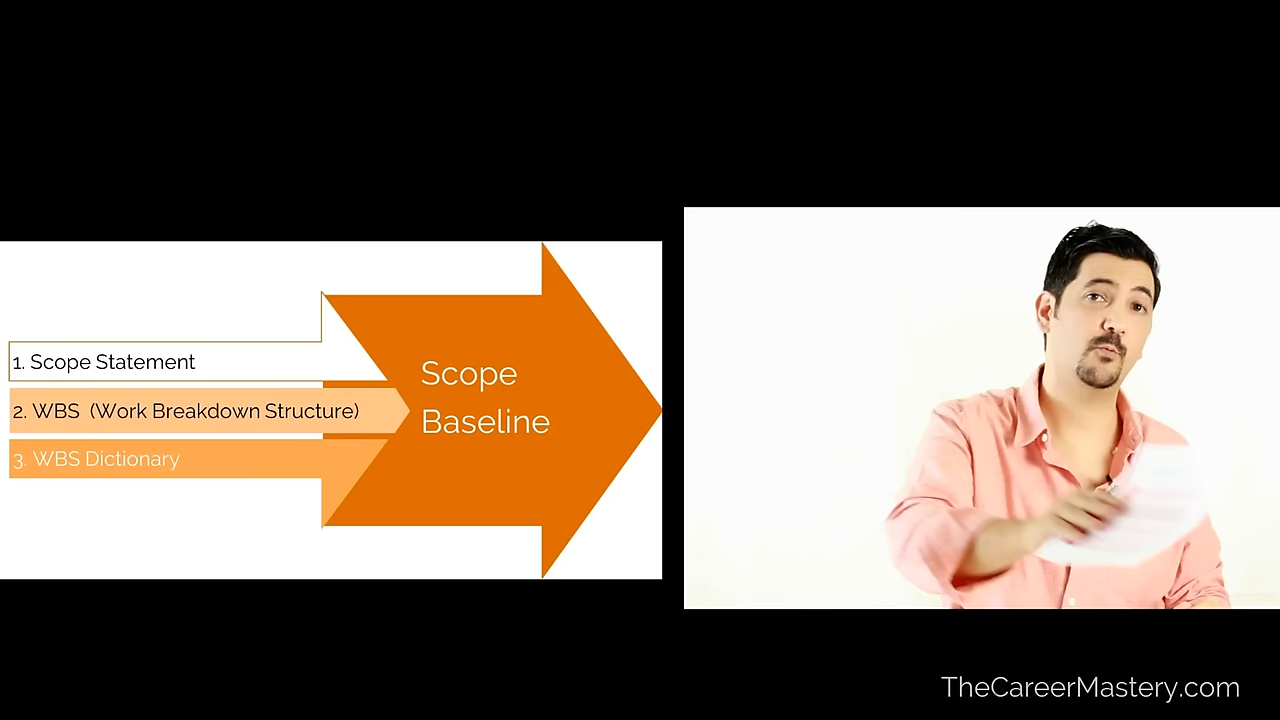 1. Scope Statement
2. WBS (Work Breakdown Structure)
3. WBS Dictionary
Scope
Baseline
TheCareerMastery.com